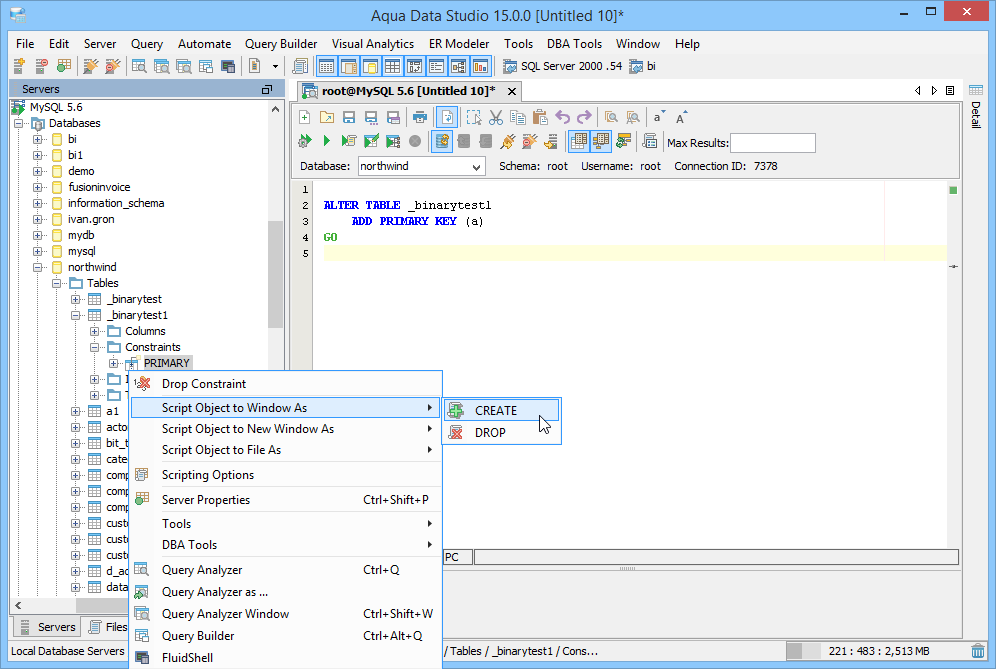 Aqua Data Studio 15.0.0 [Untitled 10]*
File Edit Server Query Automate Query Builder Visual Analytics ER Modeler Tools DBA Tools Window Help
SQL Server 2000 .54 bi
Servers
MySQL 5.6
Databases
bi
bi1
demo
fusioninvoice
information_schema
ivan.gron
mydb
mysql
northwind
Tables
_binarytest
_binarytest1
Columns
Constraints
PRIMARY
a1
acto
bit_t
cate
comp
comp
comp
custo
custo
custo
d_ac
data
Servers Files
root@MySQL 5.6 [Untitled 10]*
Detail
Max Results:
Database: northwind Schema: root Username: root Connection ID: 7378
1
2 ALTER TABLE _binarytest1
3 ADD PRIMARY KEY (a)
4 GO
5
Drop Constraint
Script Object to Window As
Script Object to New Window As
Script Object to File As
Scripting Options
Server Properties Ctrl+Shift+P
Tools
DBA Tools
Query Analyzer Ctrl+Q
Query Analyzer as ...
Query Analyzer Window Ctrl+Shift+W
Query Builder Ctrl+Alt+Q
FluidShell
CREATE
DROP
PC
Local Database Servers / Tables / _binarytest1 / Cons... 221 : 483 : 2,513 MB